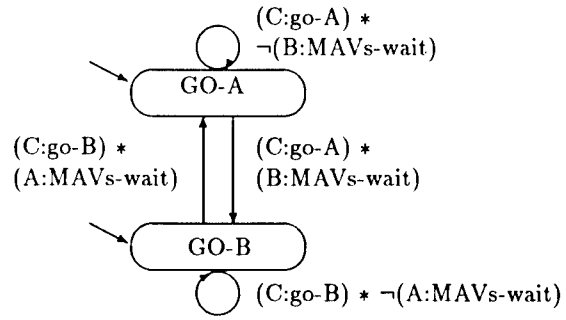 (C:go-A) *
¬(B:MAVs-wait)
GO-A
(C:go-B) *
(A:MAVs-wait)
(C:go-A) *
(B:MAVs-wait)
GO-B
(C:go-B) * ¬(A:MAVs-wait)